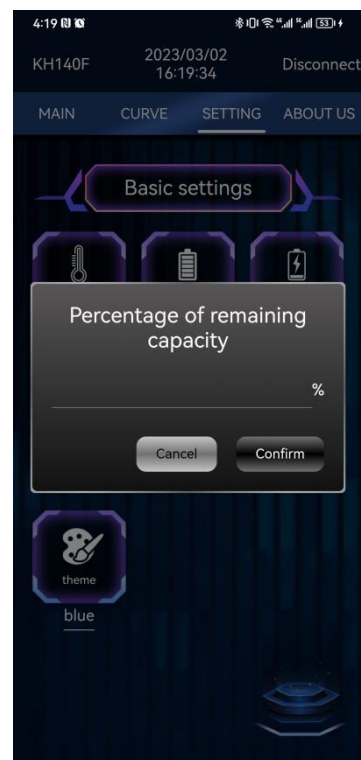 4:19
53
KH140F
2023/03/02
16:19:34
Disconnect
MAIN
CURVE
SETTING
ABOUT US
Basic settings
Percentage of remaining
capacity
%
Cancel
Confirm
theme
blue